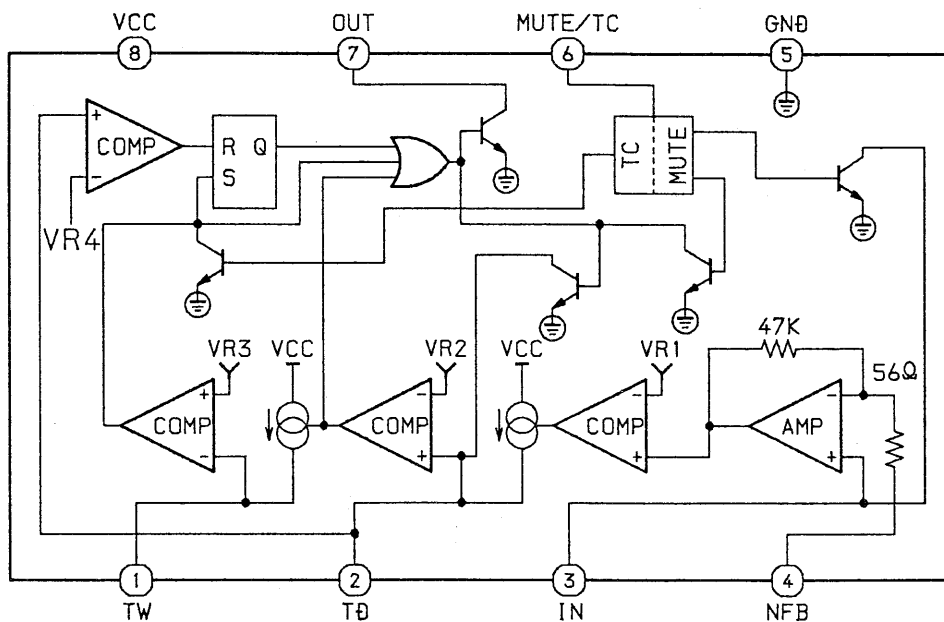 VCC OUT MUTE/TC GND
8 7 6 5
+ COMP - R Q S TC MUTE
VR4
VR3 VCC VR2 VCC VR1 47K 56Ω
+ COMP - - COMP + - COMP + - AMP +
1 2 3 4
TW TD IN NFB